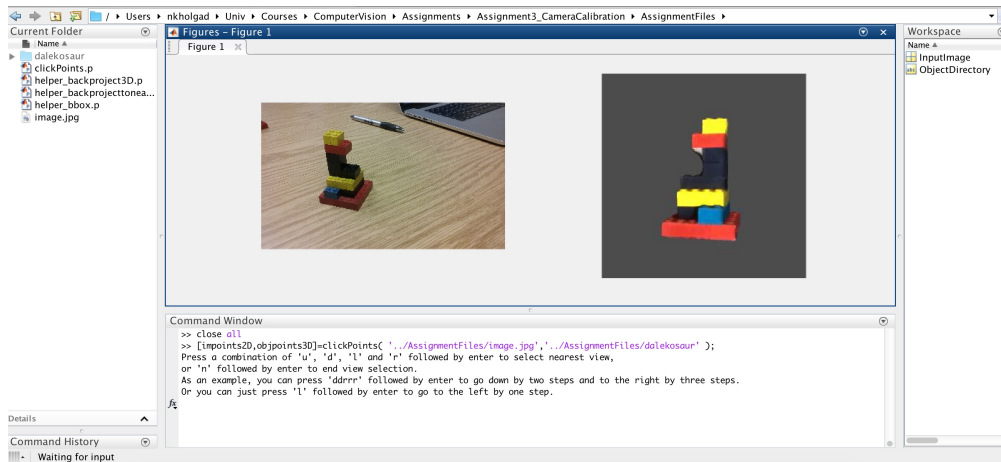 / ▸ Users ▸ nkholgad ▸ Univ ▸ Courses ▸ ComputerVision ▸ Assignments ▸ Assignment3_CameraCalibration ▸ AssignmentFiles ▸
Current Folder
Name
dalekosaur
clickPoints.p
helper_backproject3D.p
helper_backprojecttonea...
helper_bbox.p
image.jpg
Details
Command History
Waiting for input
Figures – Figure 1
Figure 1
Command Window
>> close all
>> [impoints2D,objpoints3D]=clickPoints( '../AssignmentFiles/image.jpg','../AssignmentFiles/dalekosaur' );
Press a combination of 'u', 'd', 'l' and 'r' followed by enter to select nearest view,
or 'n' followed by enter to end view selection.
As an example, you can press 'ddrrr' followed by enter to go down by two steps and to the right by three steps.
Or you can just press 'l' followed by enter to go to the left by one step.
fx
Workspace
Name
InputImage
ObjectDirectory